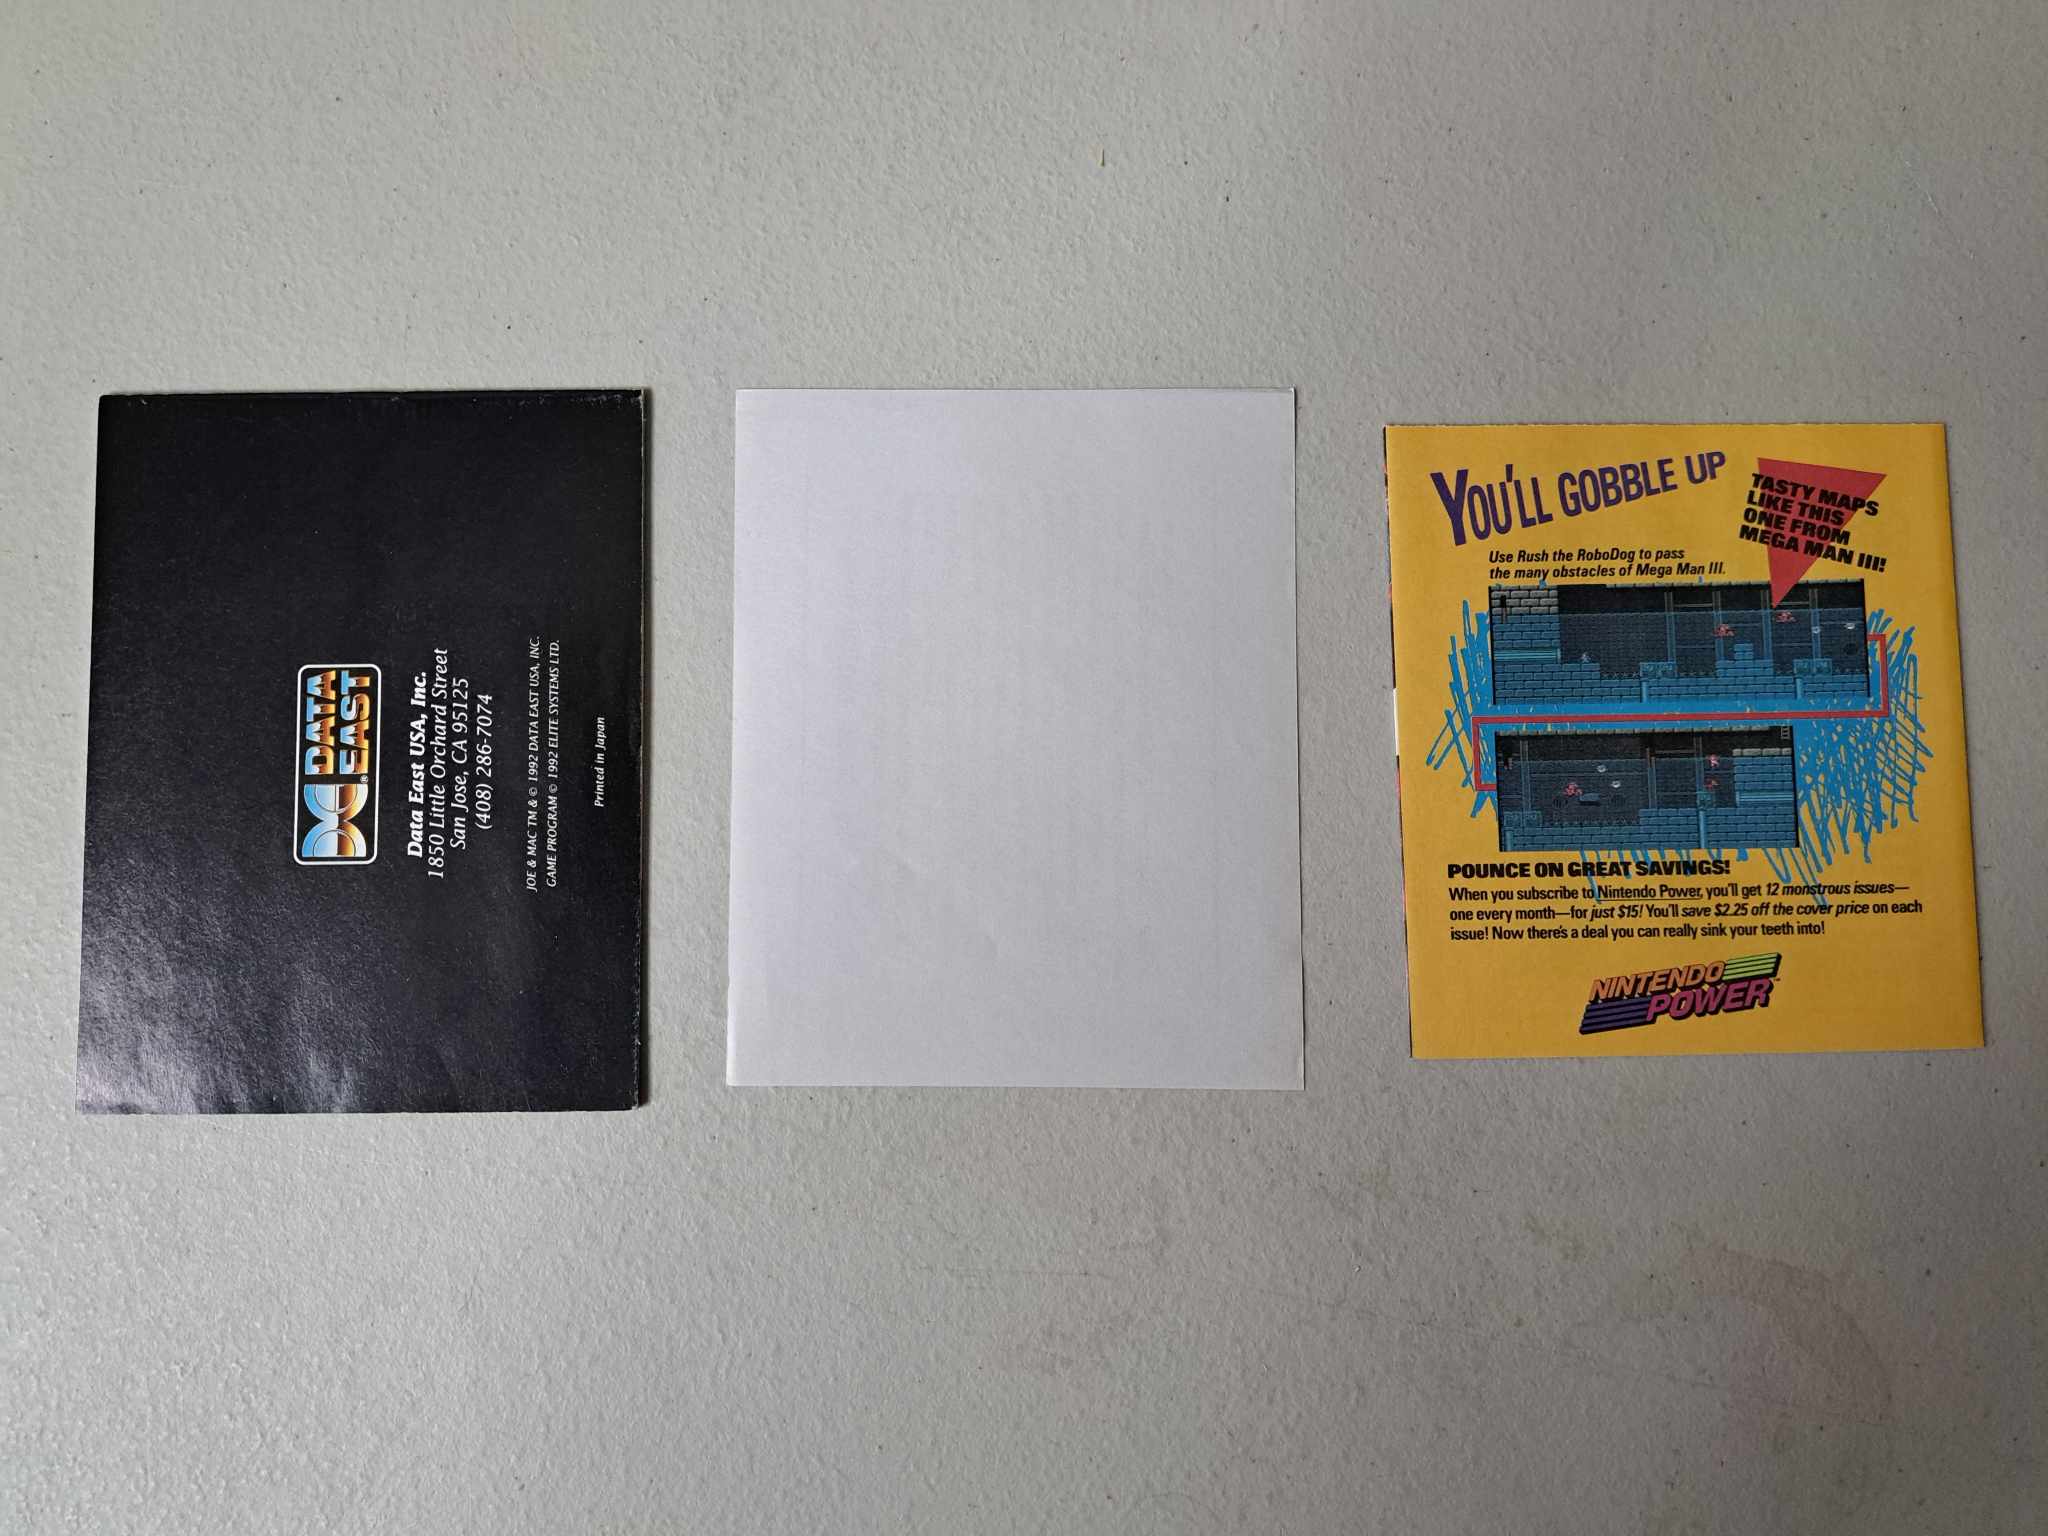 DATA
EAST®
Data East USA, Inc.
1850 Little Orchard Street
San Jose, CA 95125
(408) 286-7074
JOE & MAC TM & © 1992 DATA EAST USA, INC.
GAME PROGRAM © 1992 ELITE SYSTEMS LTD.
Printed in Japan
YOU'LL GOBBLE UP
TASTY MAPS
LIKE THIS
ONE FROM
MEGA MAN III!
Use Rush the RoboDog to pass
the many obstacles of Mega Man III.
POUNCE ON GREAT SAVINGS!
When you subscribe to Nintendo Power, you'll get 12 monstrous issues—
one every month—for just $15! You'll save $2.25 off the cover price on each
issue! Now there's a deal you can really sink your teeth into!
NINTENDO
POWER™